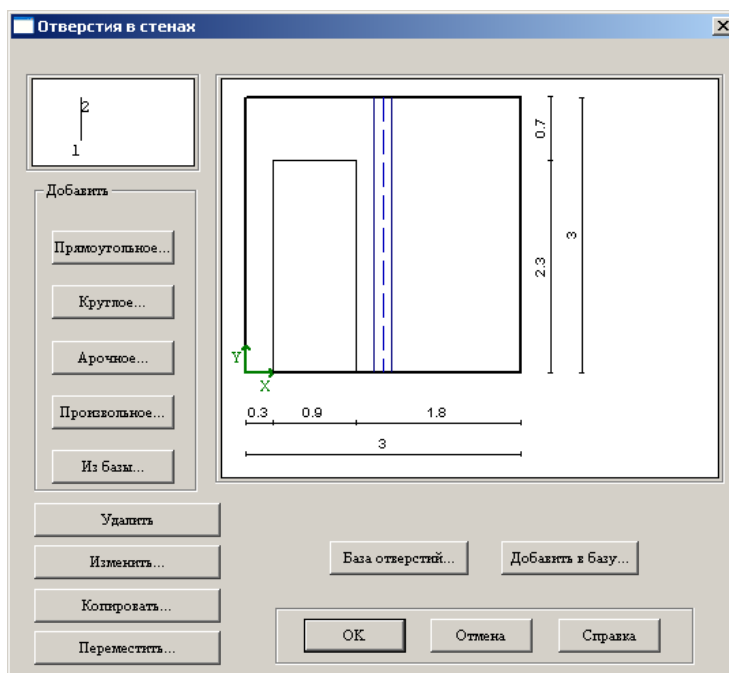 Отверстия в стенах
2
1
Добавить
Прямоугольное...
Круглое...
Арочное...
Произвольное...
Из базы...
Удалить
Изменить...
Копировать...
Переместить...
0.7
3
2.3
Y
X
0.3 0.9 1.8
3
База отверстий... Добавить в базу...
OK Отмена Справка